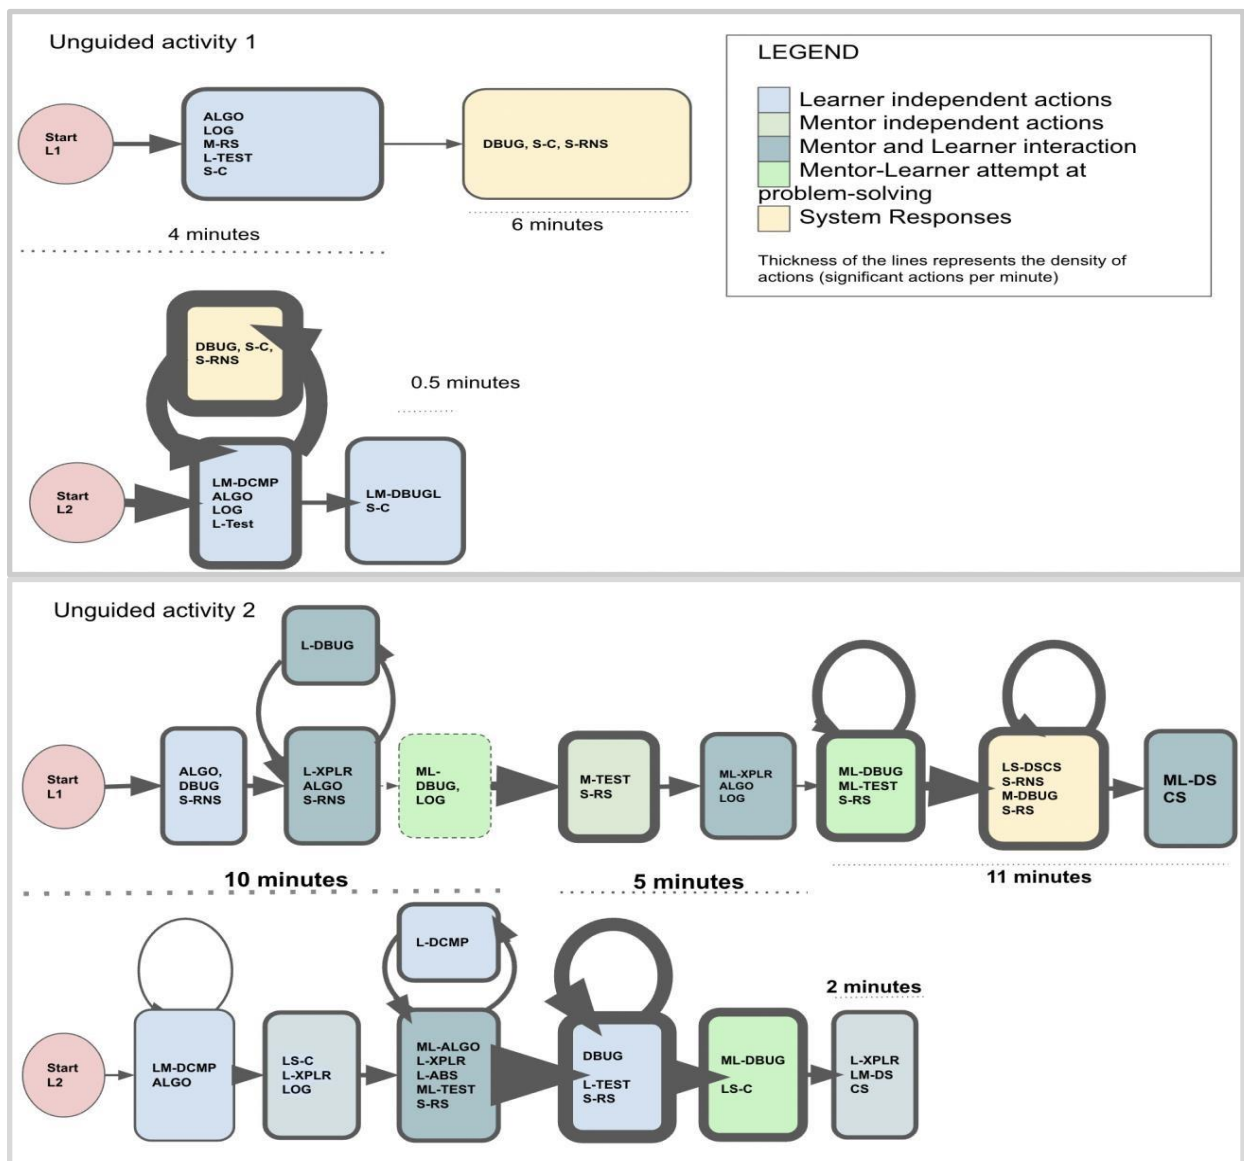 Unguided activity 1
LEGEND
Learner independent actions
Mentor independent actions
Mentor and Learner interaction
Mentor-Learner attempt at
problem-solving
System Responses
Thickness of the lines represents the density of
actions (significant actions per minute)
Start
L1
ALGO
LOG
M-RS
L-TEST
S-C
DBUG, S-C, S-RNS
4 minutes
6 minutes
DBUG, S-C,
S-RNS
0.5 minutes
Start
L2
LM-DCMP
ALGO
LOG
L-Test
LM-DBUGL
S-C
Unguided activity 2
L-DBUG
Start
L1
ALGO,
DBUG
S-RNS
L-XPLR
ALGO
S-RNS
ML-
DBUG,
LOG
M-TEST
S-RS
ML-XPLR
ALGO
LOG
ML-DBUG
ML-TEST
S-RS
LS-DSCS
S-RNS
M-DBUG
S-RS
ML-DS
CS
10 minutes
5 minutes
11 minutes
L-DCMP
Start
L2
LM-DCMP
ALGO
LS-C
L-XPLR
LOG
ML-ALGO
L-XPLR
L-ABS
ML-TEST
S-RS
DBUG
L-TEST
S-RS
ML-DBUG
LS-C
2 minutes
L-XPLR
LM-DS
CS